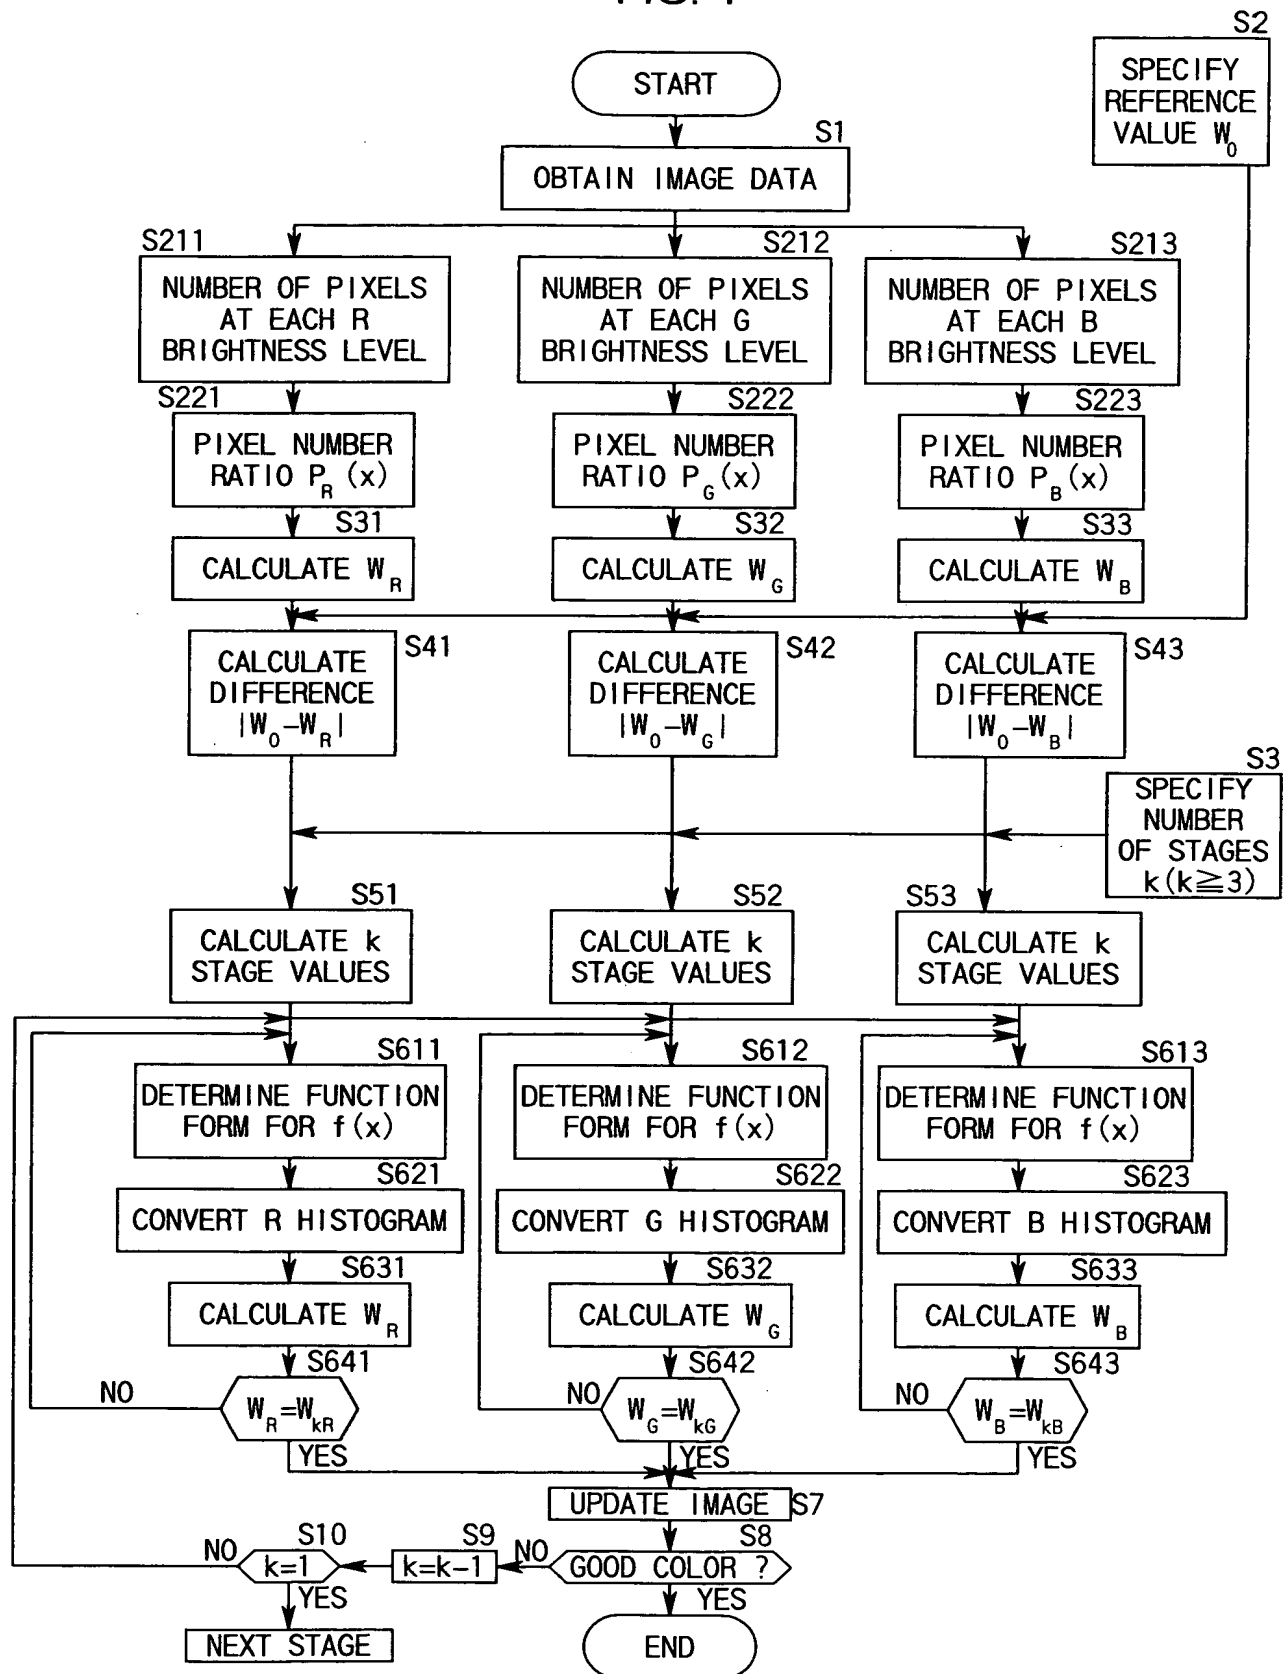 S2
SPECIFY
REFERENCE
VALUE W0
START
S1
OBTAIN IMAGE DATA
S211
NUMBER OF PIXELS
AT EACH R
BRIGHTNESS LEVEL
S212
NUMBER OF PIXELS
AT EACH G
BRIGHTNESS LEVEL
S213
NUMBER OF PIXELS
AT EACH B
BRIGHTNESS LEVEL
S221
PIXEL NUMBER
RATIO PR (x)
S222
PIXEL NUMBER
RATIO PG (x)
S223
PIXEL NUMBER
RATIO PB (x)
S31
CALCULATE WR
S32
CALCULATE WG
S33
CALCULATE WB
S41
CALCULATE
DIFFERENCE
|W0–WR|
S42
CALCULATE
DIFFERENCE
|W0–WG|
S43
CALCULATE
DIFFERENCE
|W0–WB|
S3
SPECIFY
NUMBER
OF STAGES
k (k≧3)
S51
CALCULATE k
STAGE VALUES
S52
CALCULATE k
STAGE VALUES
S53
CALCULATE k
STAGE VALUES
S611
DETERMINE FUNCTION
FORM FOR f (x)
S612
DETERMINE FUNCTION
FORM FOR f (x)
S613
DETERMINE FUNCTION
FORM FOR f (x)
S621
CONVERT R HISTOGRAM
S622
CONVERT G HISTOGRAM
S623
CONVERT B HISTOGRAM
S631
CALCULATE WR
S632
CALCULATE WG
S633
CALCULATE WB
S641
NO
WR=WkR
YES
S642
NO
WG=WkG
YES
S643
NO
WB=WkB
YES
UPDATE IMAGE S7
S8
GOOD COLOR ?
NO
YES
S9
k=k–1
S10
NO
k=1
YES
NEXT STAGE
END